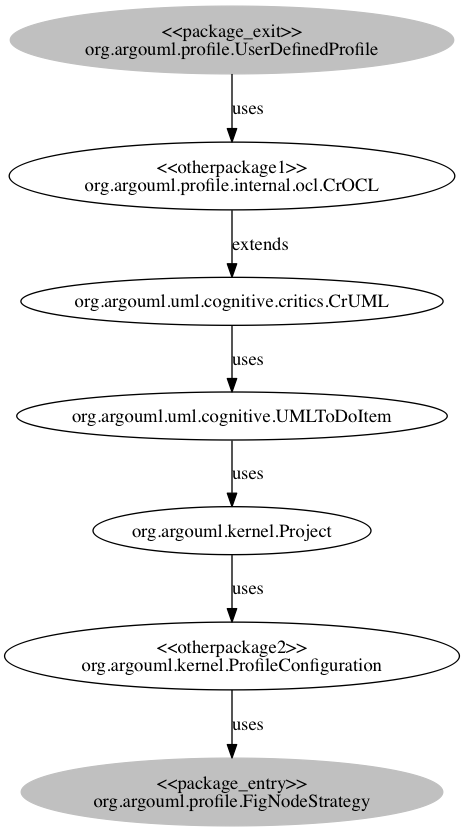 <<package_exit>>
org.argouml.profile.UserDefinedProfile
uses
<<otherpackage1>>
org.argouml.profile.internal.ocl.CrOCL
extends
org.argouml.uml.cognitive.critics.CrUML
uses
org.argouml.uml.cognitive.UMLToDoItem
uses
org.argouml.kernel.Project
uses
<<otherpackage2>>
org.argouml.kernel.ProfileConfiguration
uses
<<package_entry>>
org.argouml.profile.FigNodeStrategy